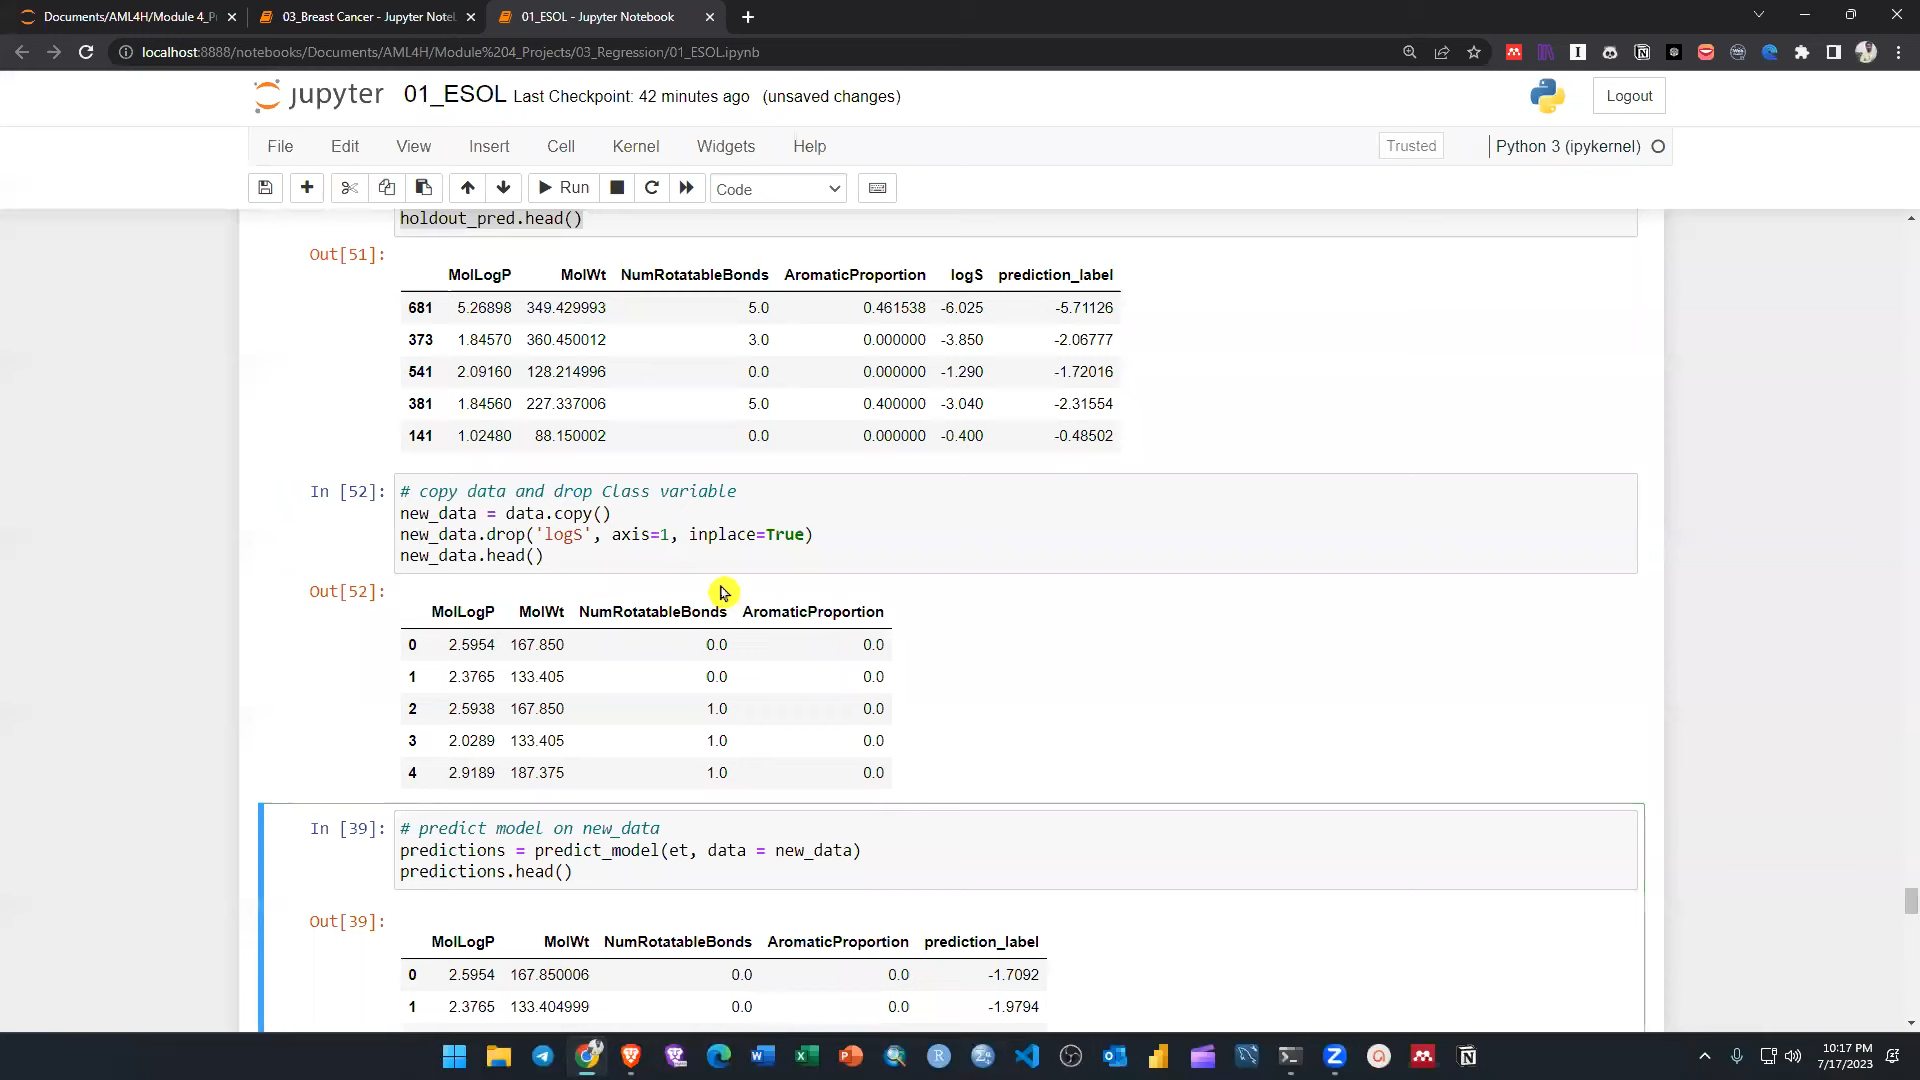 Documents/AML4H/Module 4_P
03_Breast Cancer - Jupyter Note
01_ESOL - Jupyter Notebook
localhost:8888/notebooks/Documents/AML4H/Module%204_Projects/03_Regression/01_ESOL.ipynb
jupyter 01_ESOL Last Checkpoint: 42 minutes ago (unsaved changes)
Logout
File Edit View Insert Cell Kernel Widgets Help
Trusted
Python 3 (ipykernel)
Run
Code
holdout_pred.head()
Out[51]:
MolLogP MolWt NumRotatableBonds AromaticProportion logS prediction_label
681 5.26898 349.429993 5.0 0.461538 -6.025 -5.71126
373 1.84570 360.450012 3.0 0.000000 -3.850 -2.06777
541 2.09160 128.214996 0.0 0.000000 -1.290 -1.72016
381 1.84560 227.337006 5.0 0.400000 -3.040 -2.31554
141 1.02480 88.150002 0.0 0.000000 -0.400 -0.48502
In [52]: # copy data and drop Class variable
new_data = data.copy()
new_data.drop('logS', axis=1, inplace=True)
new_data.head()
Out[52]:
MolLogP MolWt NumRotatableBonds AromaticProportion
0 2.5954 167.850 0.0 0.0
1 2.3765 133.405 0.0 0.0
2 2.5938 167.850 1.0 0.0
3 2.0289 133.405 1.0 0.0
4 2.9189 187.375 1.0 0.0
In [39]: # predict model on new_data
predictions = predict_model(et, data = new_data)
predictions.head()
Out[39]:
MolLogP MolWt NumRotatableBonds AromaticProportion prediction_label
0 2.5954 167.850006 0.0 0.0 -1.7092
1 2.3765 133.404999 0.0 0.0 -1.9794
10:17 PM
7/17/2023